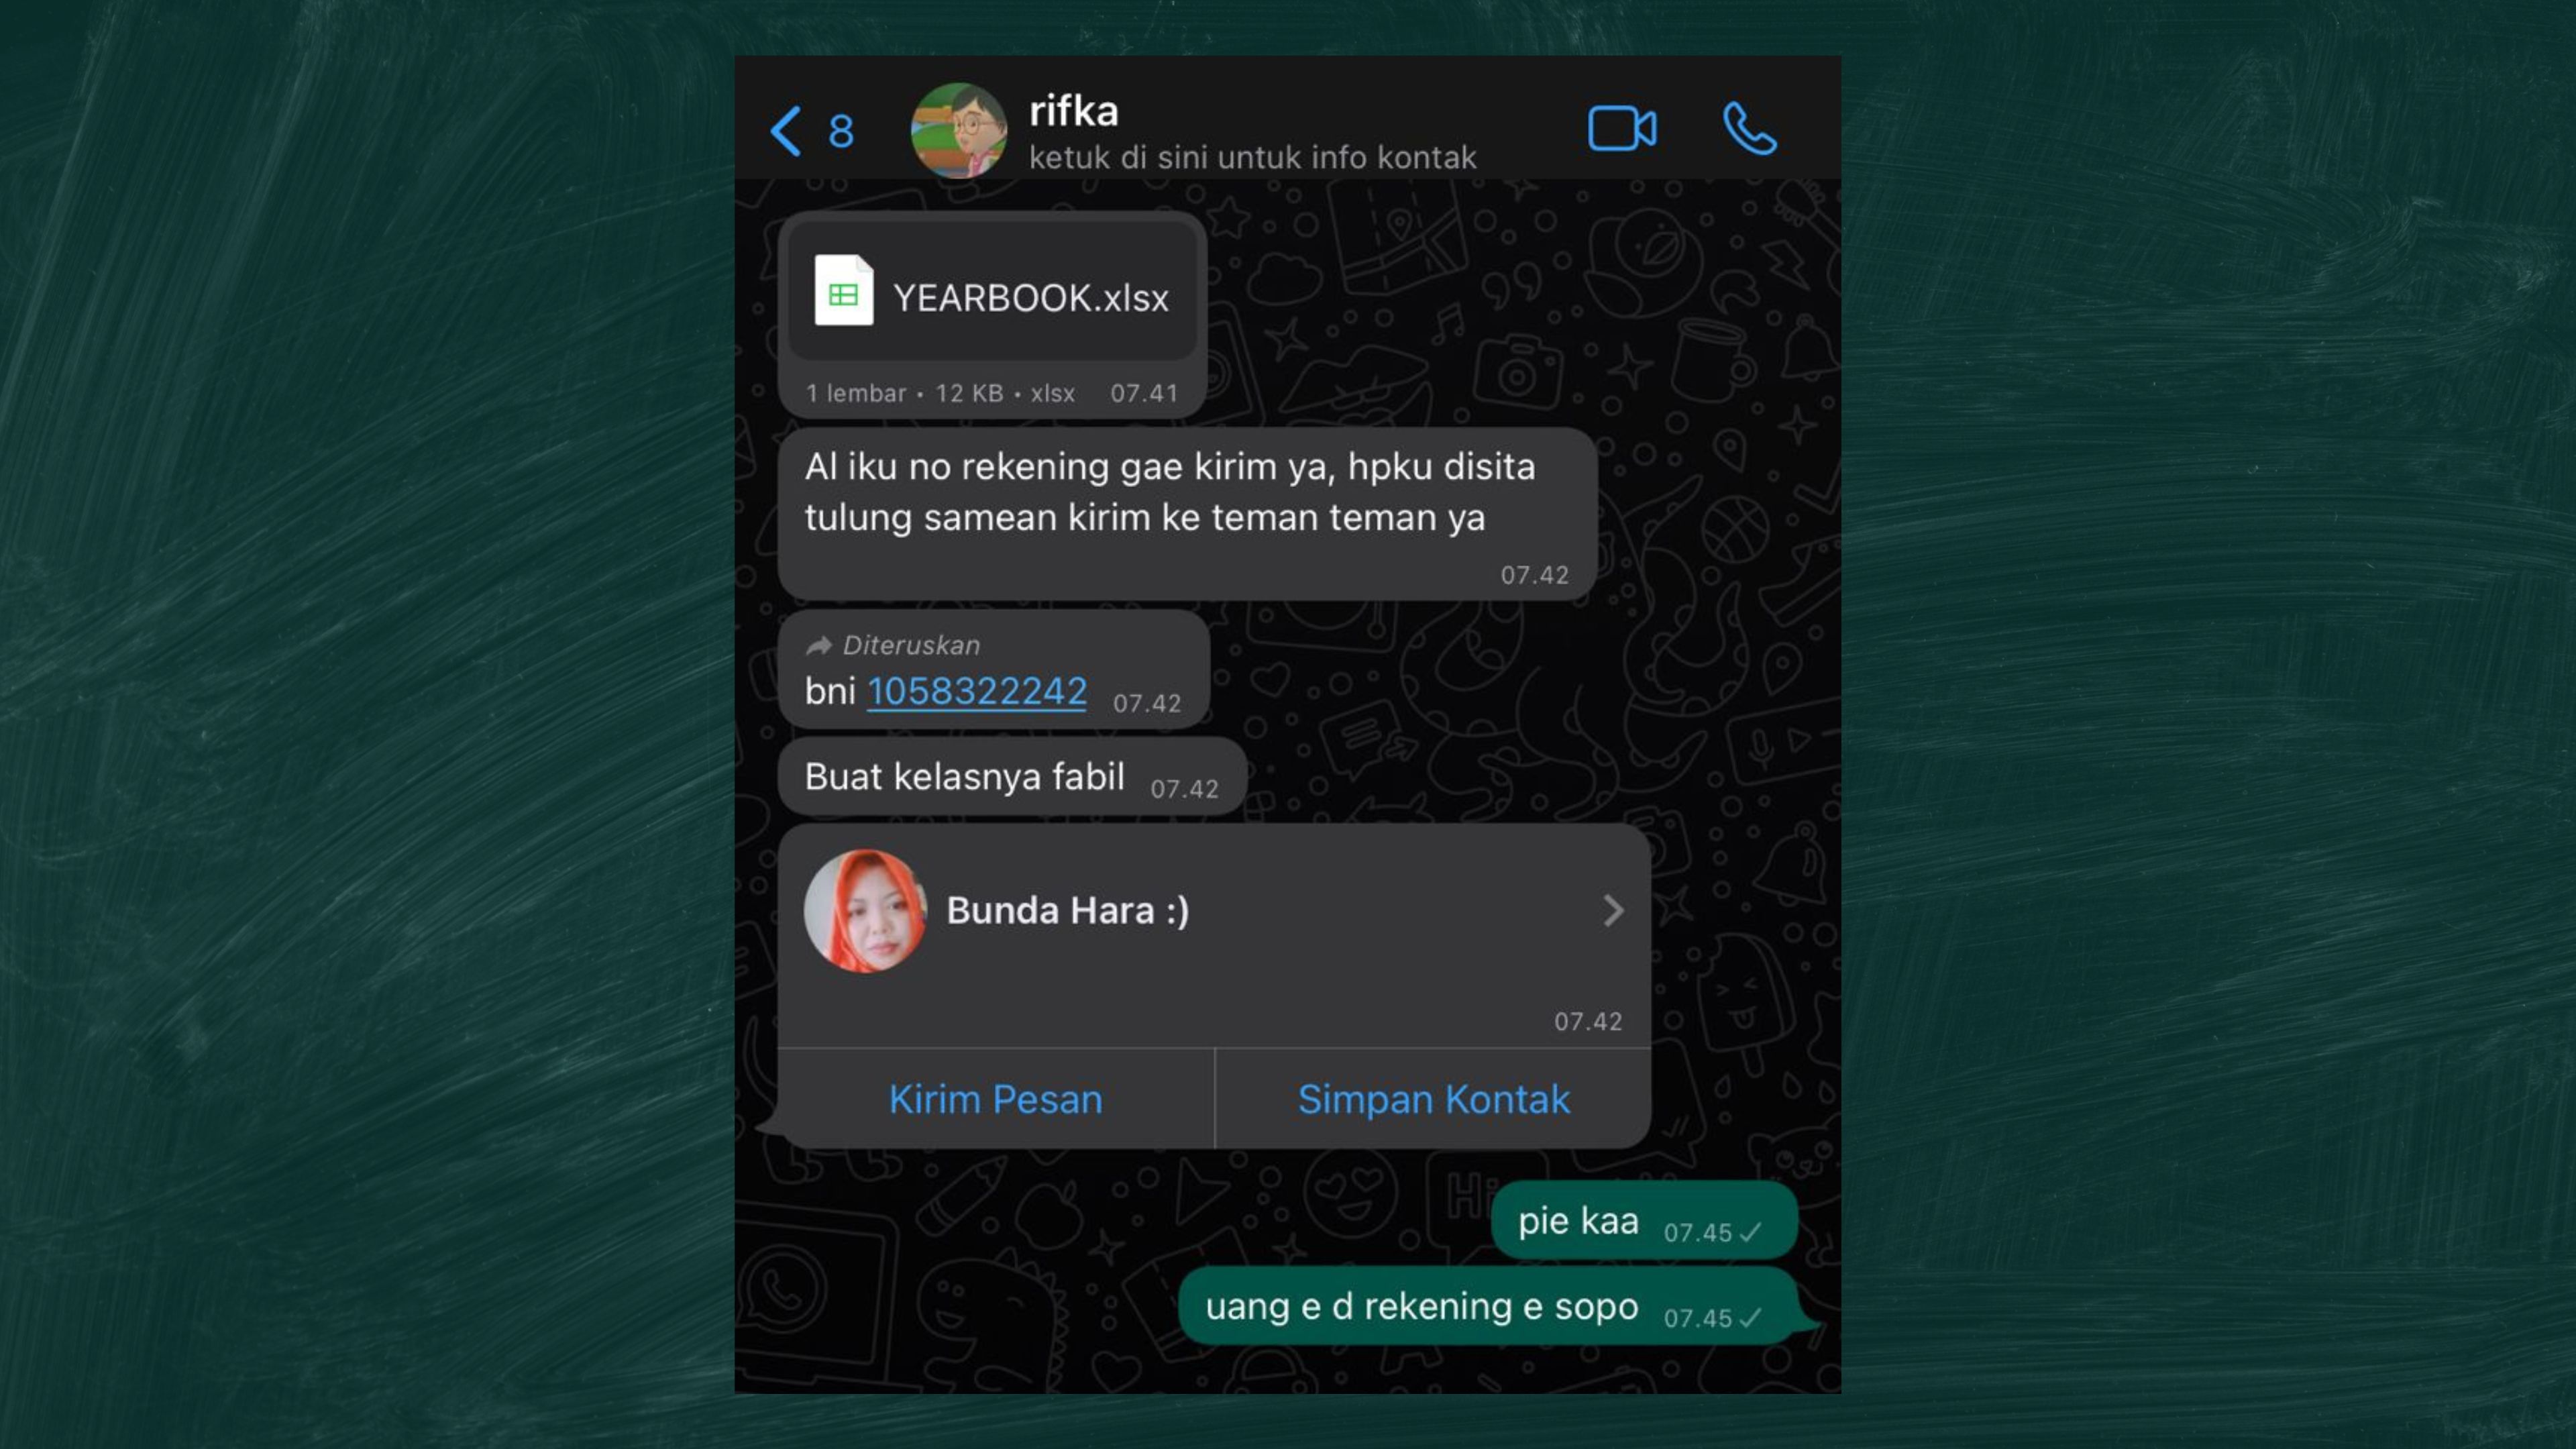 8
rifka
ketuk di sini untuk info kontak
YEARBOOK.xlsx
1 lembar • 12 KB • xlsx 07.41
Al iku no rekening gae kirim ya, hpku disita
tulung samean kirim ke teman teman ya
07.42
Diteruskan
bni 1058322242 07.42
Buat kelasnya fabil 07.42
Bunda Hara :)
07.42
Kirim Pesan Simpan Kontak
Hi
pie kaa 07.45
uang e d rekening e sopo 07.45